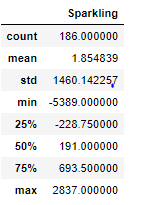 Sparkling
count 186.000000
mean 1.854839
std 1460.142257
min -5389.000000
25% -228.750000
50% 191.000000
75% 693.500000
max 2837.000000